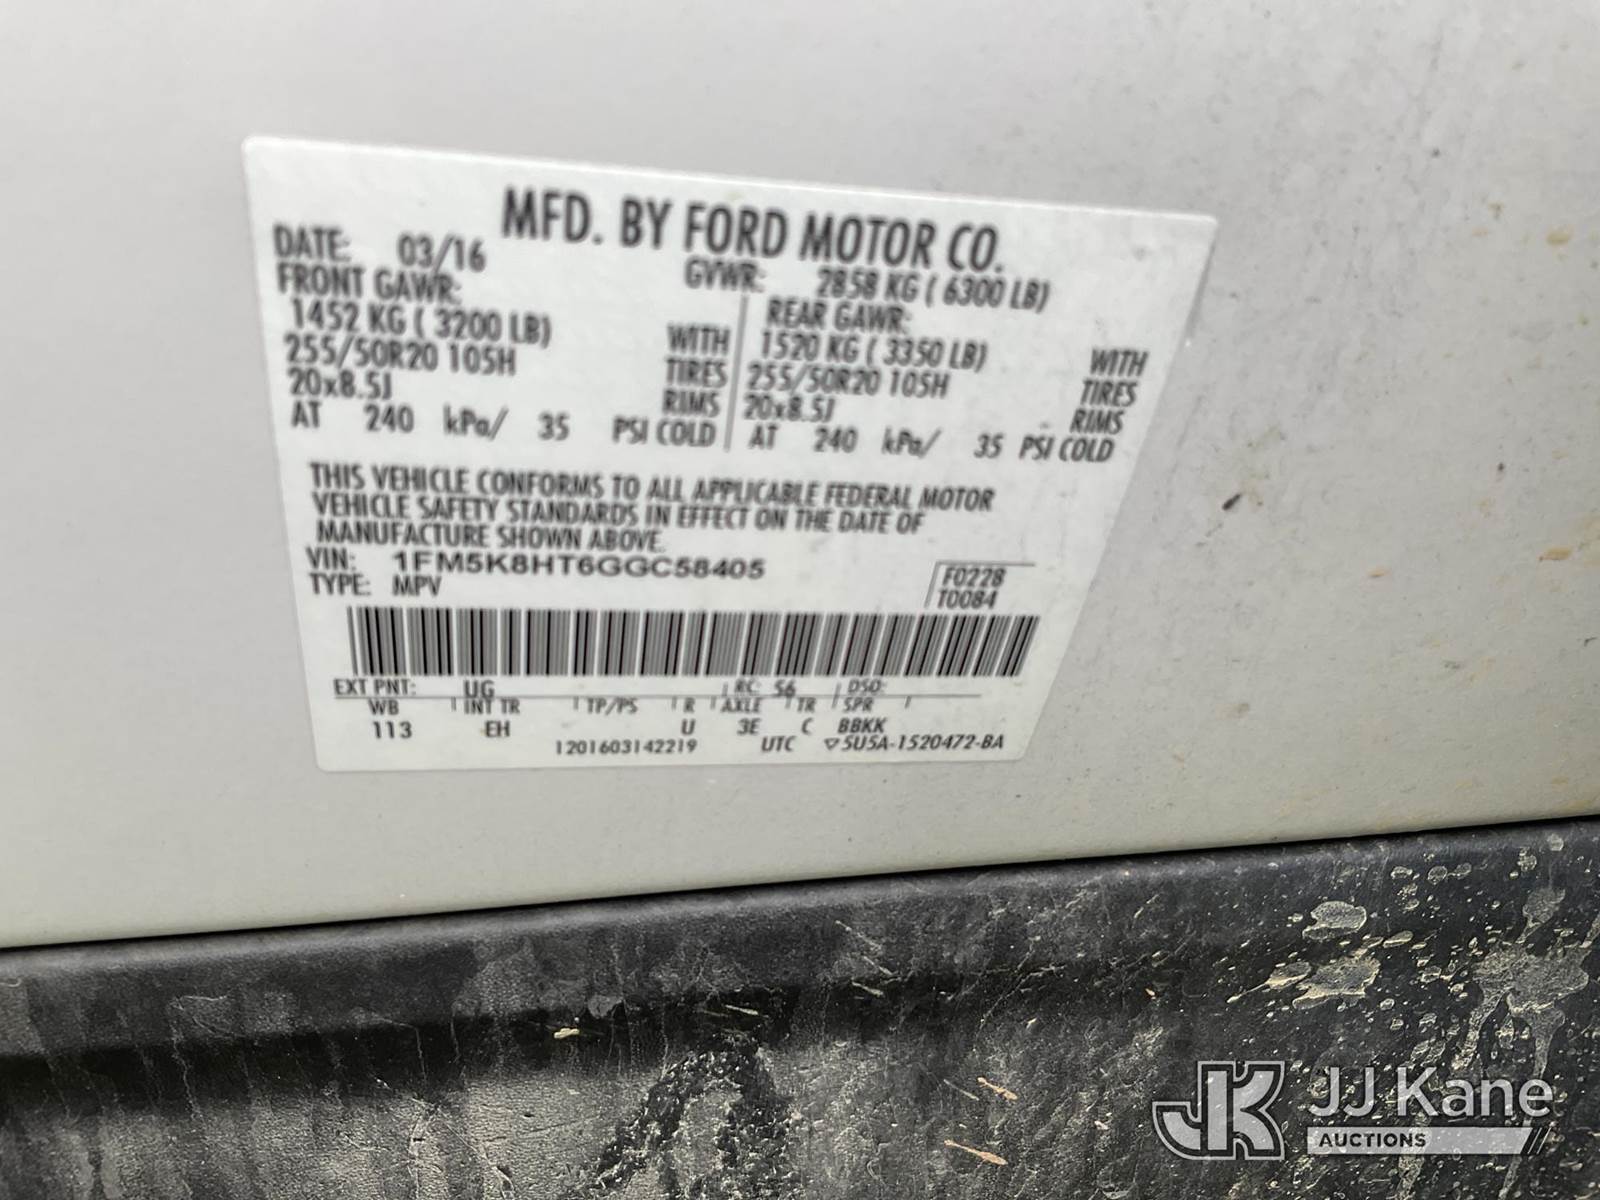 MFD. BY FORD MOTOR CO.
DATE: 03/16 GVWR: 2858 KG ( 6300 LB)
FRONT GAWR: REAR GAWR:
1452 KG ( 3200 LB) WITH 1520 KG ( 3350 LB) WITH
255/50R20 105H TIRES 255/50R20 105H TIRES
20x8.5J RIMS 20x8.5J RIMS
AT 240 kPa/ 35 PSI COLD AT 240 kPa/ 35 PSI COLD
THIS VEHICLE CONFORMS TO ALL APPLICABLE FEDERAL MOTOR
VEHICLE SAFETY STANDARDS IN EFFECT ON THE DATE OF
MANUFACTURE SHOWN ABOVE.
VIN: 1FM5K8HT6GGC58405 F0228
TYPE: MPV T0084
EXT PNT: UG RC: 56 DSO:
WB INT TR TP/PS R AXLE TR SPR
113 EH U 3E C BBKK
1201603142219 UTC ▽5U5A-1520472-BA
JK JJ Kane
AUCTIONS